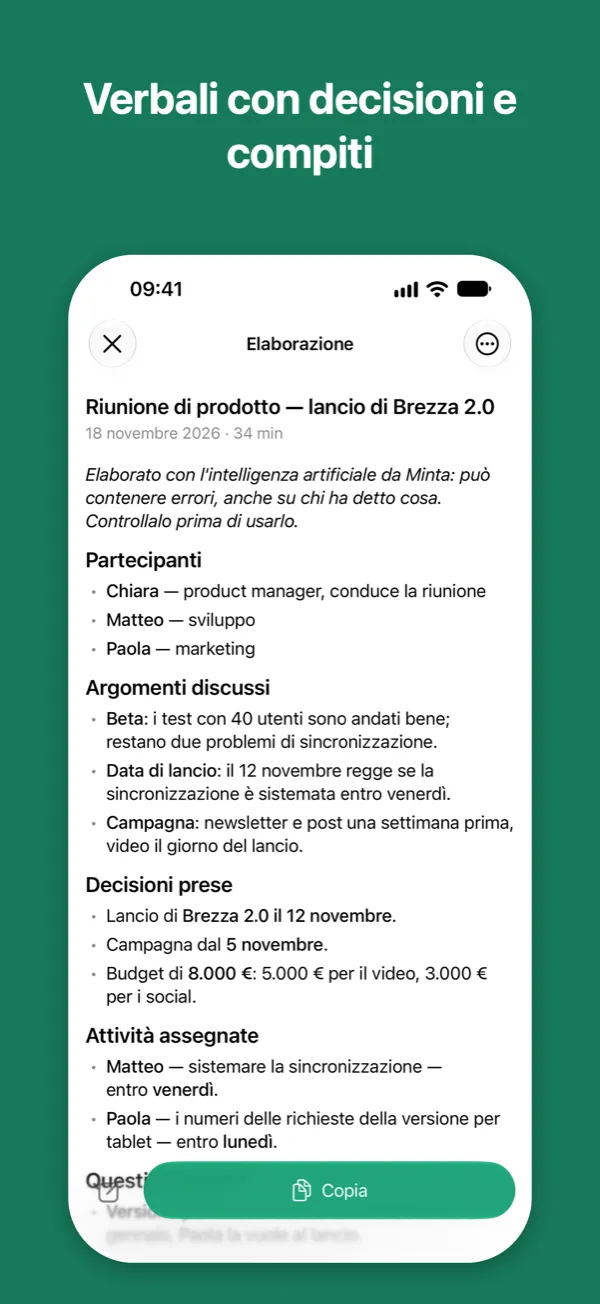 Verbali con decisioni e
compiti
09:41
Elaborazione
Riunione di prodotto — lancio di Brezza 2.0
18 novembre 2026 · 34 min
Elaborato con l'intelligenza artificiale da Minta: può
contenere errori, anche su chi ha detto cosa.
Controllalo prima di usarlo.
Partecipanti
• Chiara — product manager, conduce la riunione
• Matteo — sviluppo
• Paola — marketing
Argomenti discussi
• Beta: i test con 40 utenti sono andati bene;
restano due problemi di sincronizzazione.
• Data di lancio: il 12 novembre regge se la
sincronizzazione è sistemata entro venerdì.
• Campagna: newsletter e post una settimana prima,
video il giorno del lancio.
Decisioni prese
• Lancio di Brezza 2.0 il 12 novembre.
• Campagna dal 5 novembre.
• Budget di 8.000 €: 5.000 € per il video, 3.000 €
per i social.
Attività assegnate
• Matteo — sistemare la sincronizzazione —
entro venerdì.
• Paola — i numeri delle richieste della versione per
tablet — entro lunedì.
Copia
gennaio, Paola la vuole al lancio.